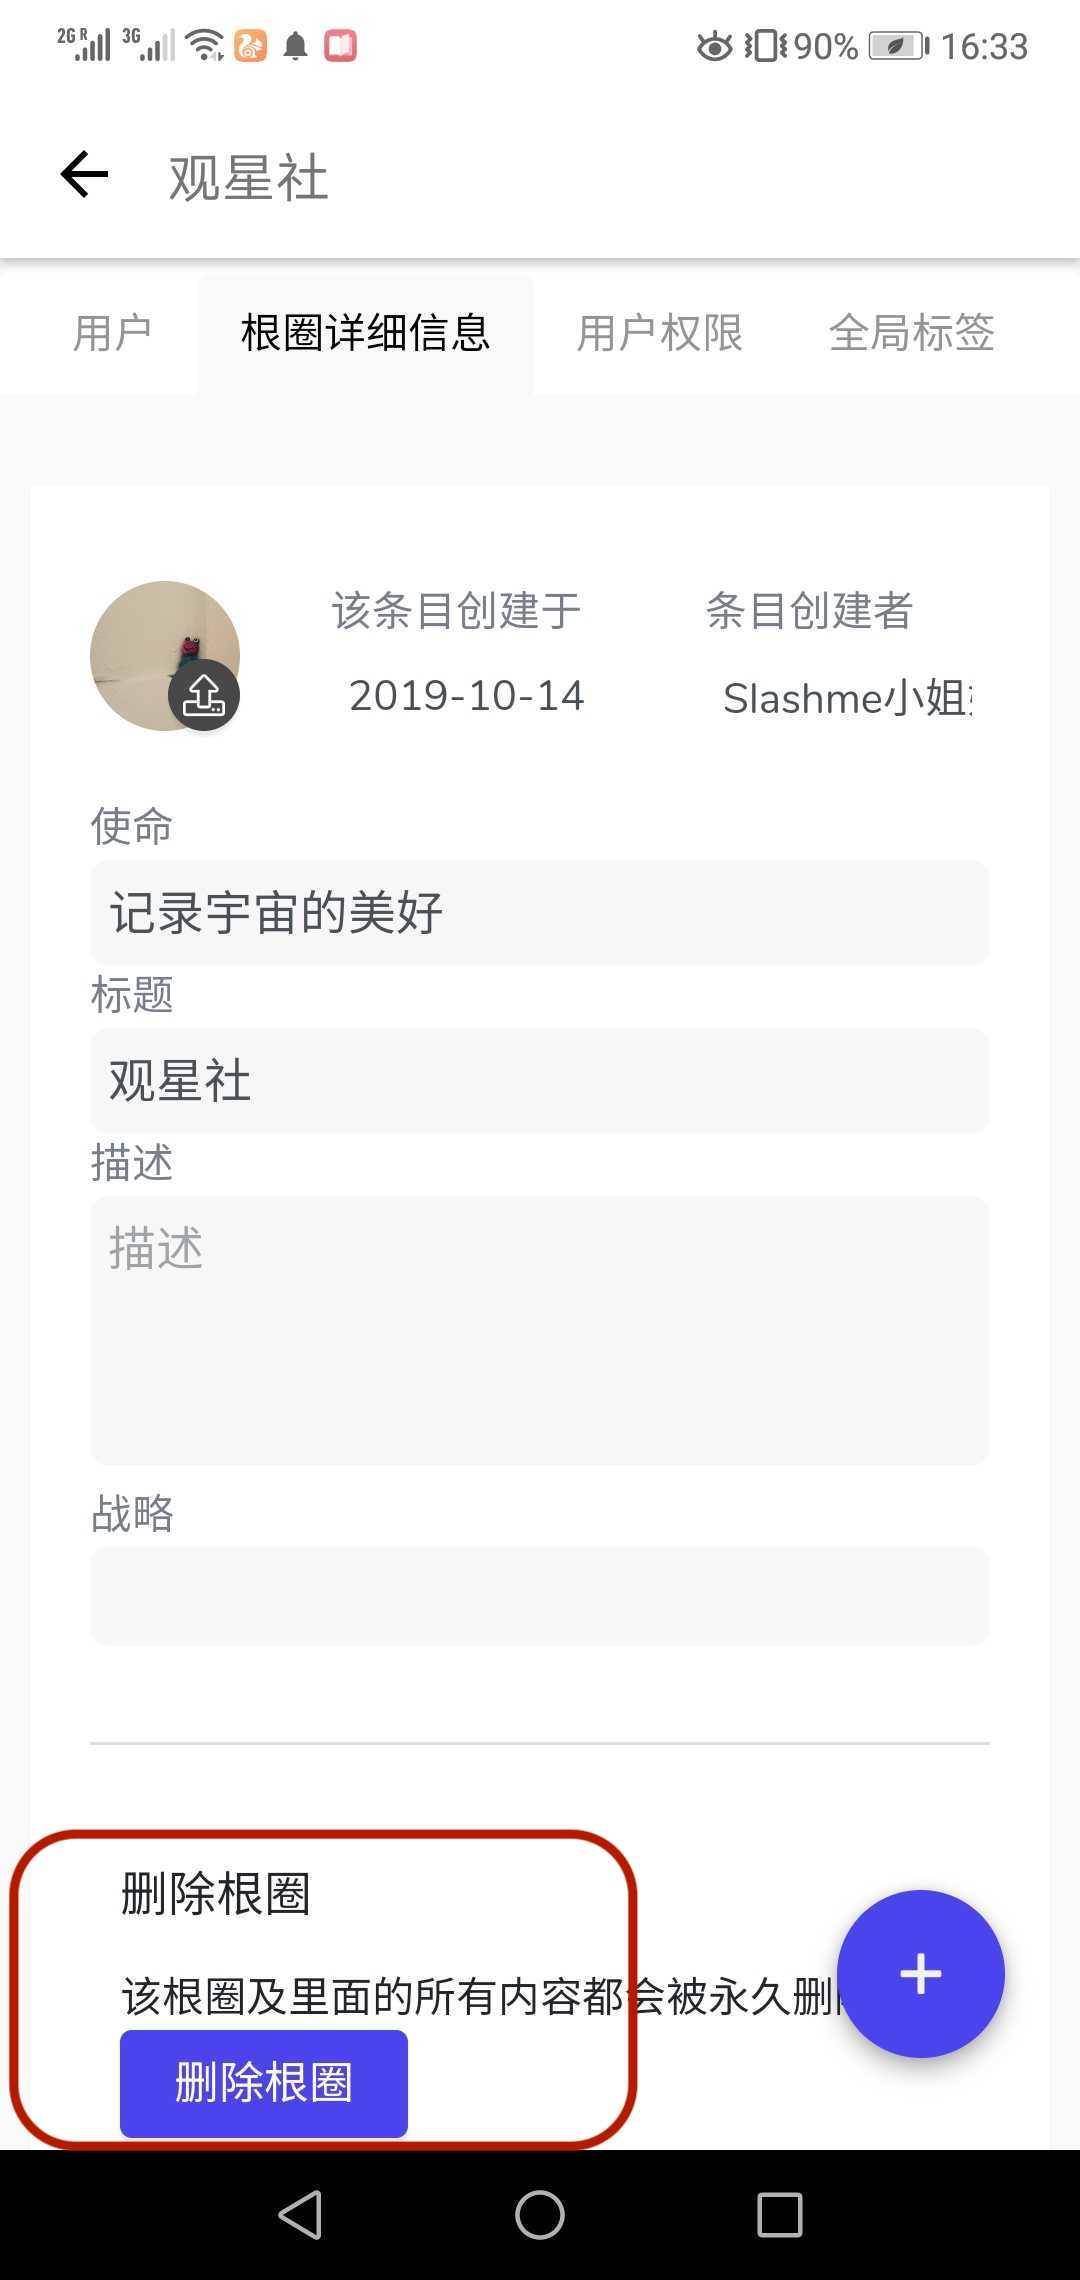 2G R 3G 90% 16:33
观星社
用户 根圈详细信息 用户权限 全局标签
该条目创建于 条目创建者
2019-10-14 Slashme小姐
使命
记录宇宙的美好
标题
观星社
描述
描述
战略
删除根圈
该根圈及里面的所有内容都会被永久删
删除根圈